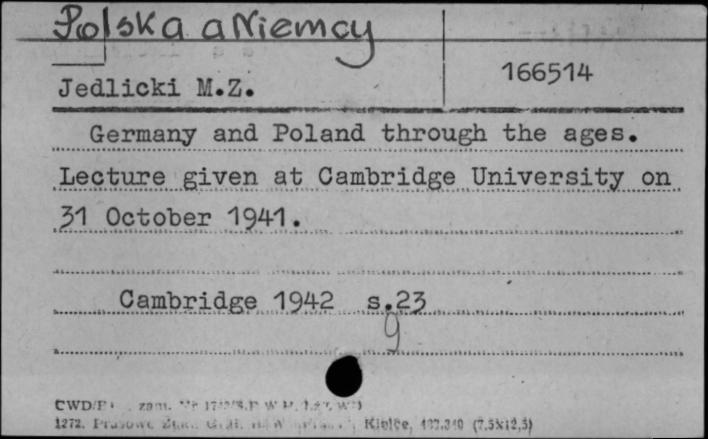 Polska a Niemcy
166514
Jedlicki M.Z.
Germany and Poland through the ages.
Lecture given at Cambridge University on
31 October 1941.
Cambridge 1942 s.23
9
CWD/F zam.
1272. Kielce, (7,5x12,5)